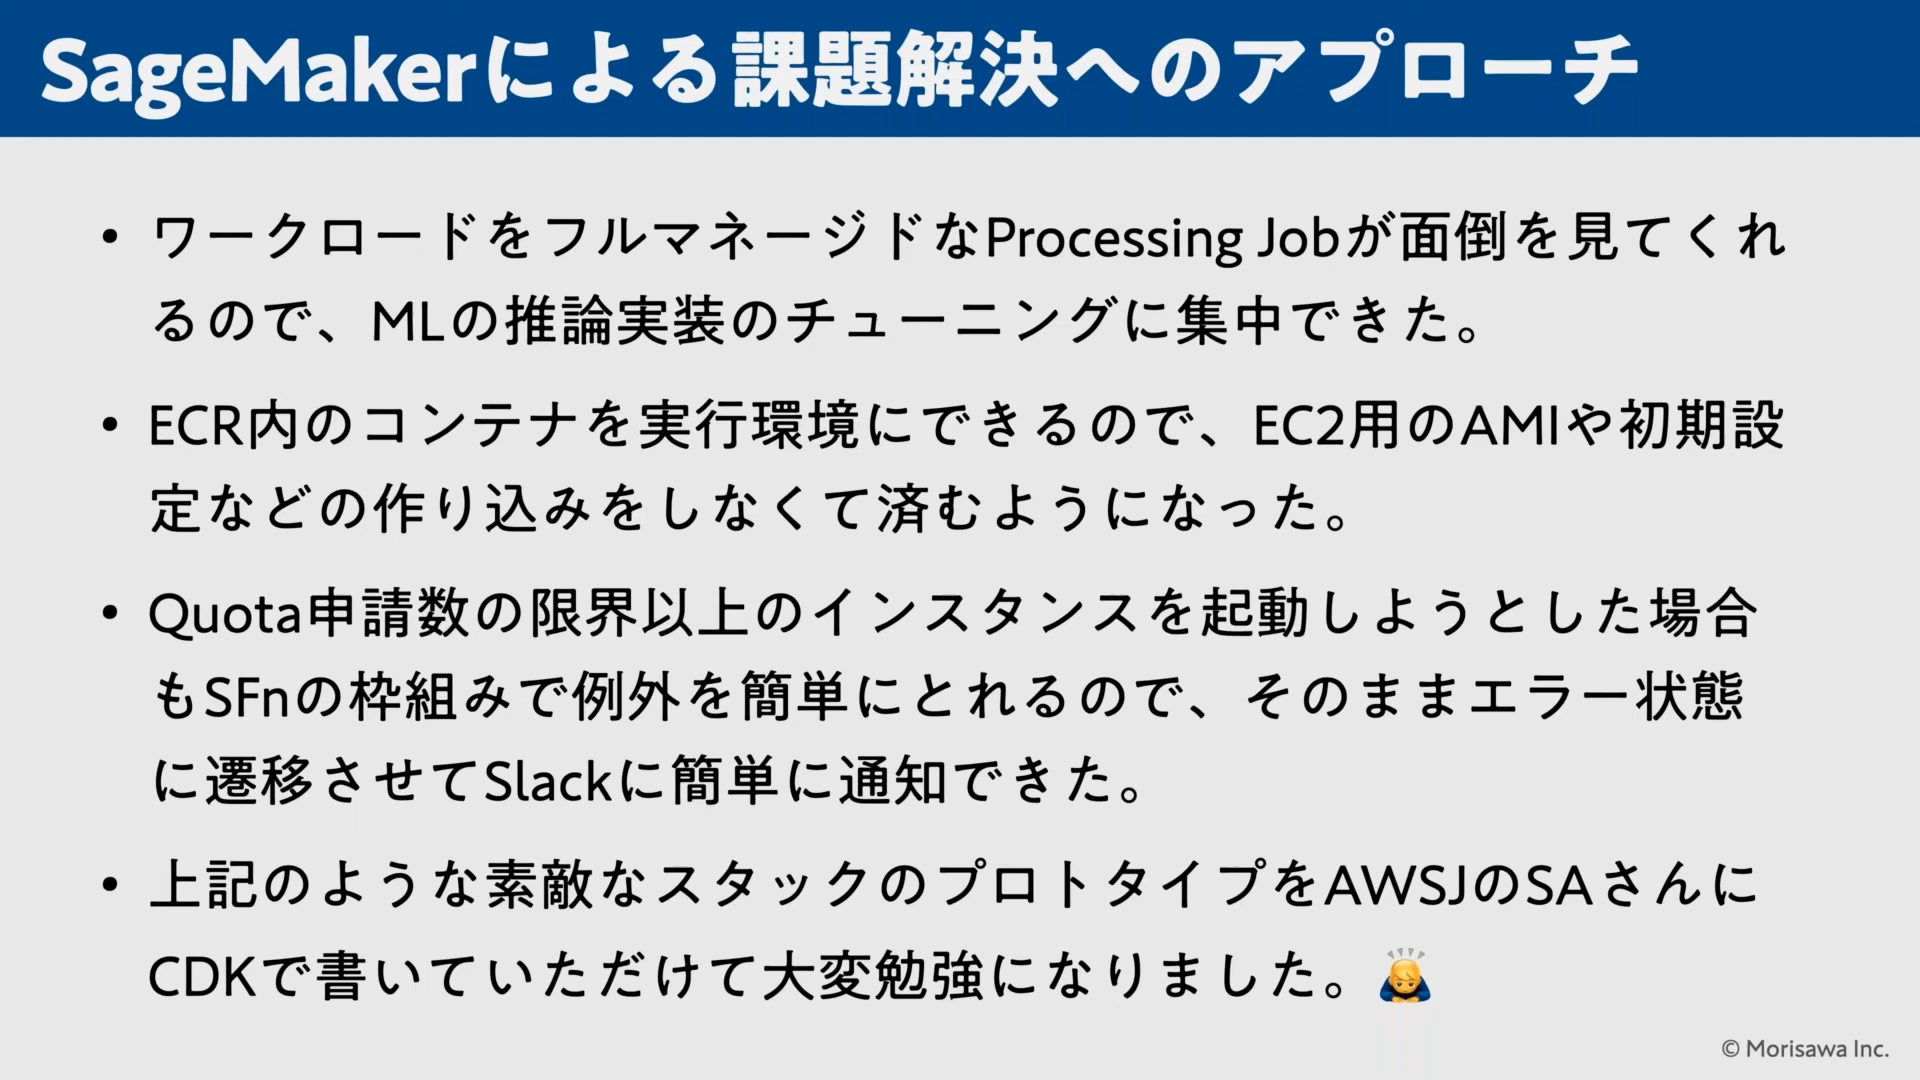 SageMakerによる課題解決へのアプローチ
• ワークロードをフルマネージドなProcessing Jobが面倒を見てくれ
るので、MLの推論実装のチューニングに集中できた。
• ECR内のコンテナを実行環境にできるので、EC2用のAMIや初期設
定などの作り込みをしなくて済むようになった。
• Quota申請数の限界以上のインスタンスを起動しようとした場合
もSFnの枠組みで例外を簡単にとれるので、そのままエラー状態
に遷移させてSlackに簡単に通知できた。
• 上記のような素敵なスタックのプロトタイプをAWSJのSAさんに
CDKで書いていただけて大変勉強になりました。🙇
© Morisawa Inc.